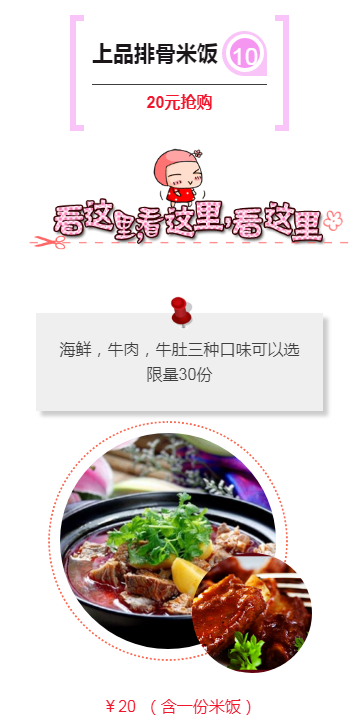 上品排骨米饭 10
20元抢购
看这里,看这里,看这里
海鲜，牛肉，牛肚三种口味可以选
限量30份
￥20 （含一份米饭）